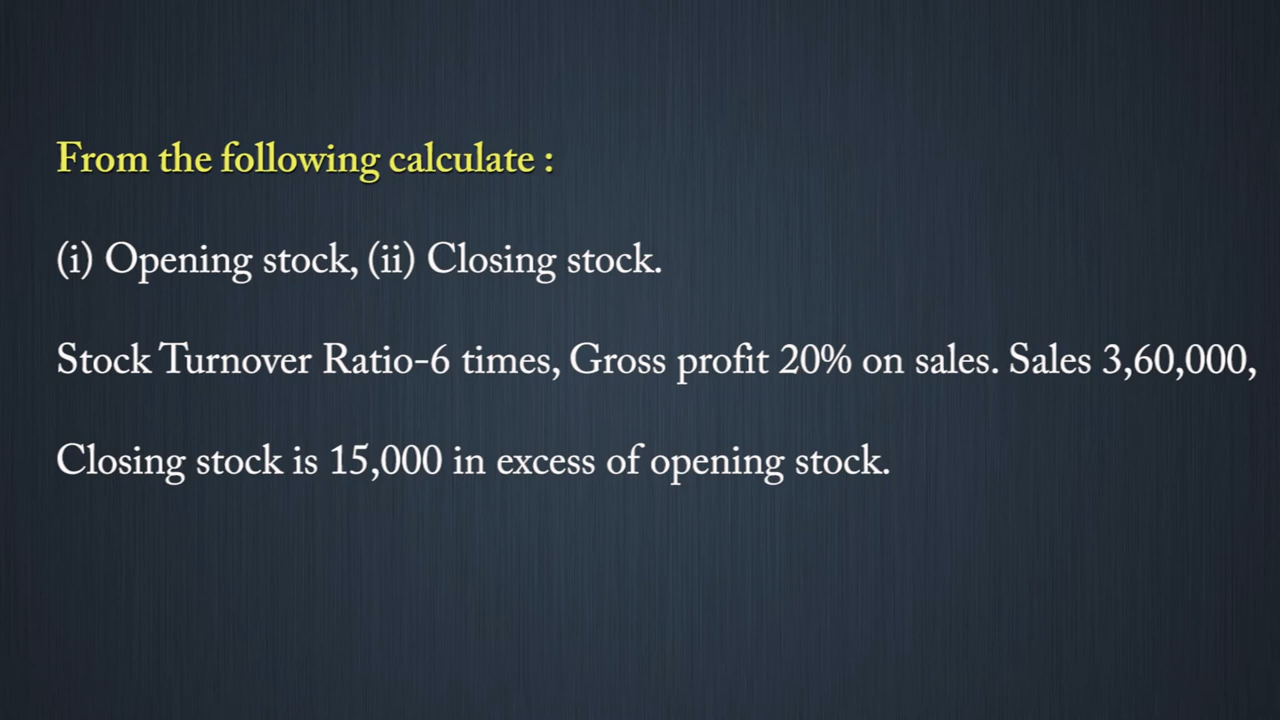 From the following calculate :
(i) Opening stock, (ii) Closing stock.
Stock Turnover Ratio-6 times, Gross profit 20% on sales. Sales 3,60,000,
Closing stock is 15,000 in excess of opening stock.